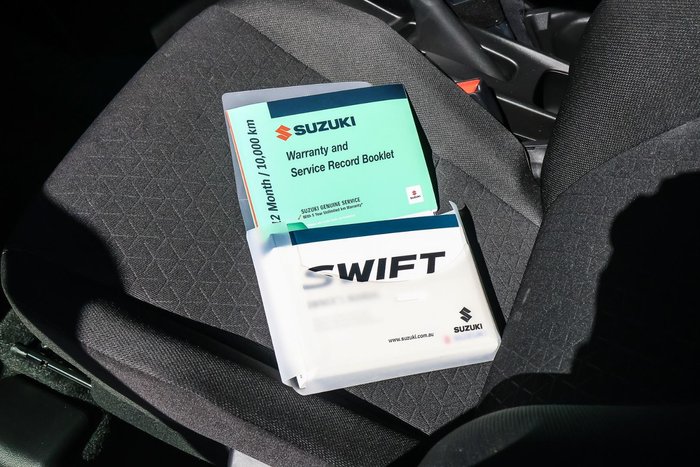 12 Month / 10,000 km
SUZUKI
Warranty and
Service Record Booklet
SUZUKI GENUINE SERVICE
SUZUKI
SWIFT
www.suzuki.com.au
SUZUKI